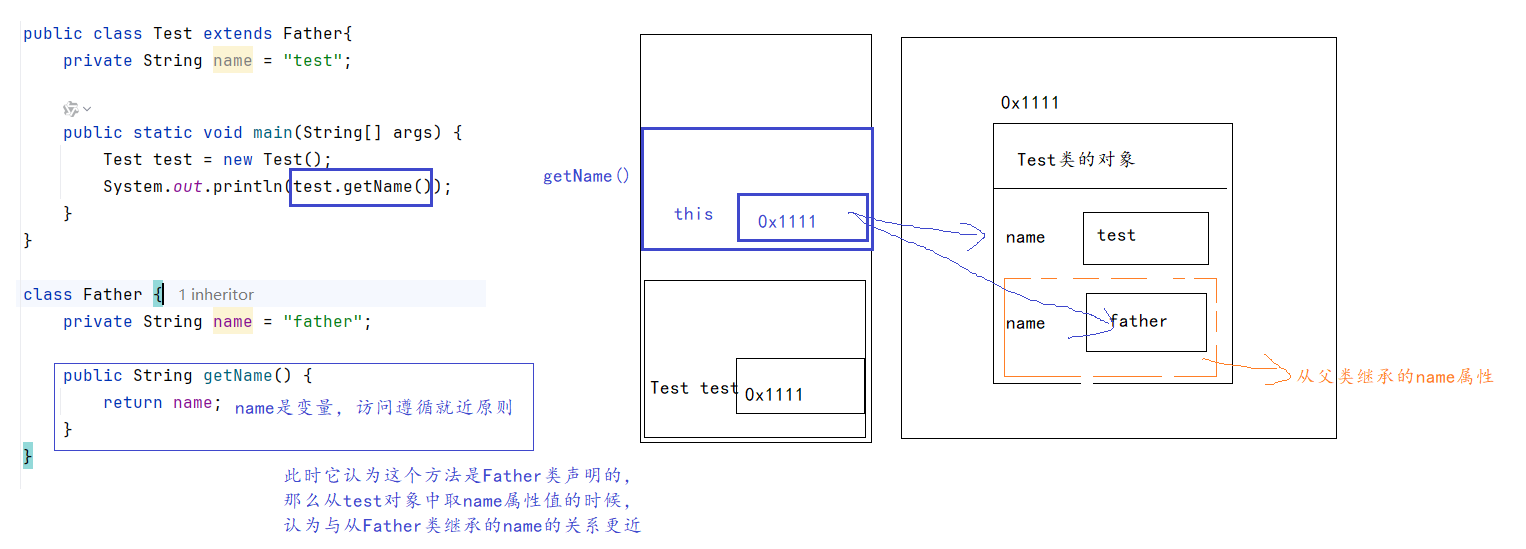 public class Test extends Father{
private String name = "test";
public static void main(String[] args) {
Test test = new Test();
System.out.println(test.getName());
}
}
class Father { 1 inheritor
private String name = "father";
public String getName() {
return name; name是变量，访问遵循就近原则
}
}
此时它认为这个方法是Father类声明的，
那么从test对象中取name属性值的时候，
认为与从Father类继承的name的关系更近
getName()
this 0x1111
Test test 0x1111
0x1111
Test类的对象
name test
name father
从父类继承的name属性